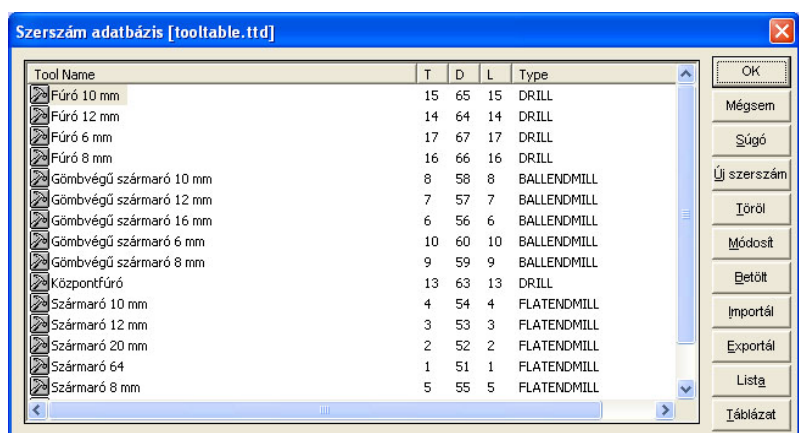 Szerszám adatbázis [tooltable.ttd]
Tool Name T D L Type
Fúró 10 mm 15 65 15 DRILL
Fúró 12 mm 14 64 14 DRILL
Fúró 6 mm 17 67 17 DRILL
Fúró 8 mm 16 66 16 DRILL
Gömbvégű szármaró 10 mm 8 58 8 BALLENDMILL
Gömbvégű szármaró 12 mm 7 57 7 BALLENDMILL
Gömbvégű szármaró 16 mm 6 56 6 BALLENDMILL
Gömbvégű szármaró 6 mm 10 60 10 BALLENDMILL
Gömbvégű szármaró 8 mm 9 59 9 BALLENDMILL
Központfúró 13 63 13 DRILL
Szármaró 10 mm 4 54 4 FLATENDMILL
Szármaró 12 mm 3 53 3 FLATENDMILL
Szármaró 20 mm 2 52 2 FLATENDMILL
Szármaró 64 1 51 1 FLATENDMILL
Szármaró 8 mm 5 55 5 FLATENDMILL
OK
Mégsem
Súgó
Új szerszám
Töröl
Módosít
Betölt
Importál
Exportál
Lista
Táblázat